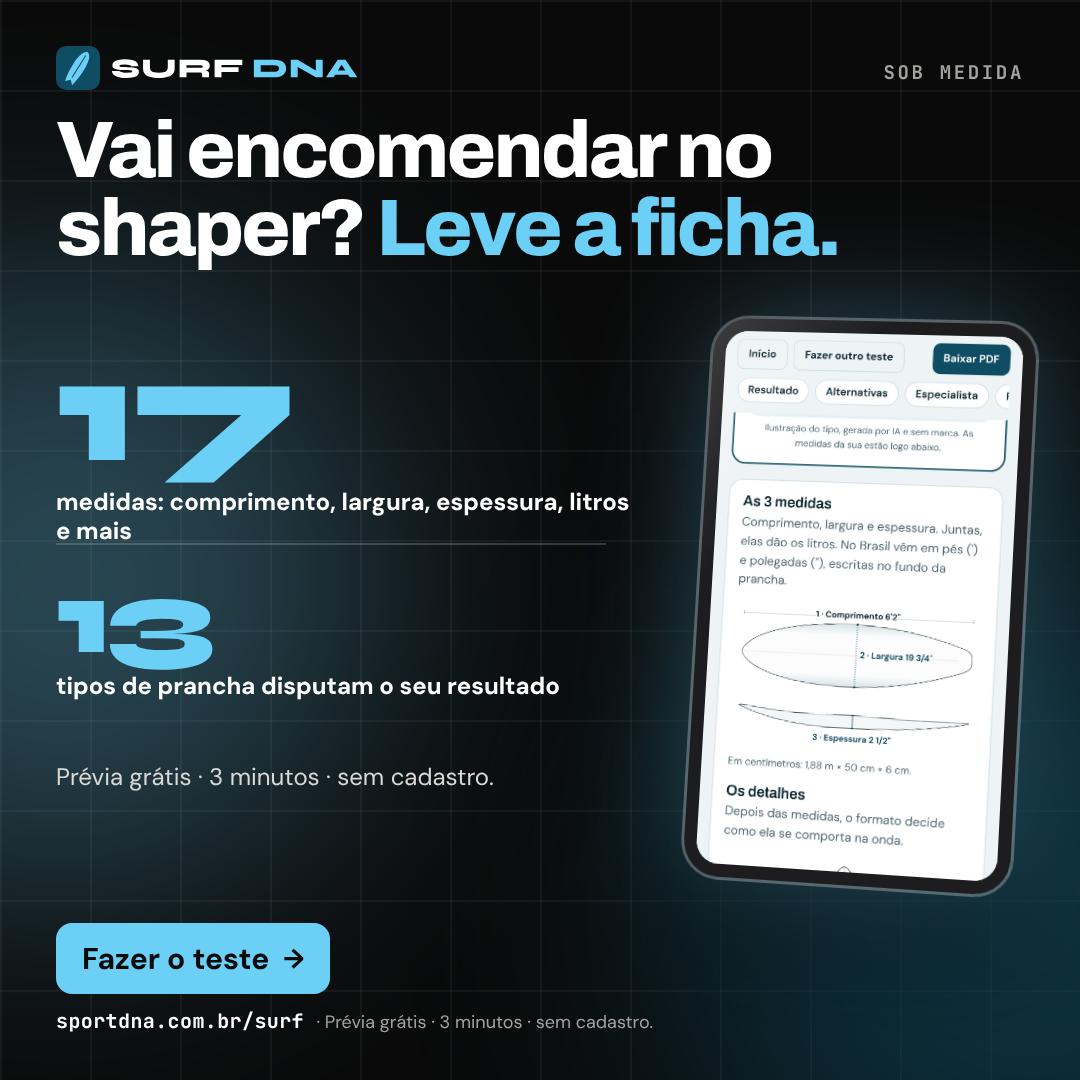 SURF DNA
SOB MEDIDA
Vai encomendar no
shaper? Leve a ficha.
17
medidas: comprimento, largura, espessura, litros
e mais
13
tipos de prancha disputam o seu resultado
Prévia grátis · 3 minutos · sem cadastro.
Início
Fazer outro teste
Baixar PDF
Resultado
Alternativas
Especialista
Ilustração do tipo, gerada por IA e sem marca. As
medidas da sua estão logo abaixo.
As 3 medidas
Comprimento, largura e espessura. Juntas,
elas dão os litros. No Brasil vêm em pés (')
e polegadas ("), escritas no fundo da
prancha.
1 · Comprimento 6'2"
2 · Largura 19 3/4"
3 · Espessura 2 1/2"
Em centímetros: 1,88 m × 50 cm × 6 cm.
Os detalhes
Depois das medidas, o formato decide
como ela se comporta na onda.
Fazer o teste →
sportdna.com.br/surf · Prévia grátis · 3 minutos · sem cadastro.